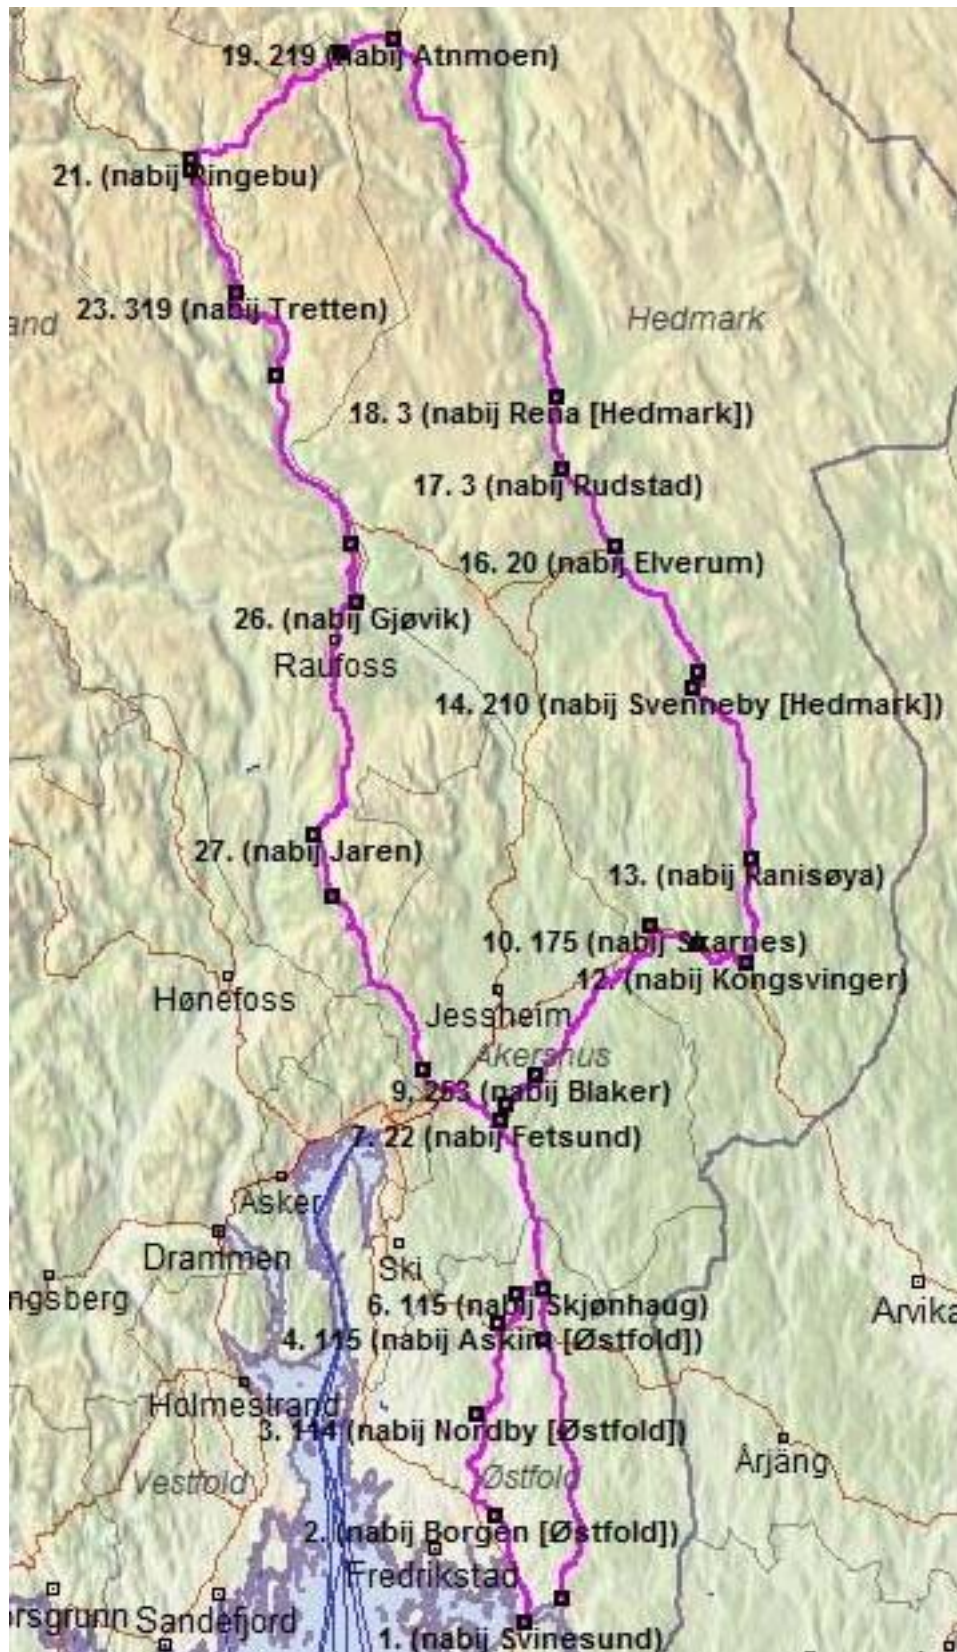 19. 219 (nabij Atnmoen)
21. (nabij Ringebu)
23. 319 (nabij Tretten)
and
Hedmark
18. 3 (nabij Rena [Hedmark])
17. 3 (nabij Rudstad)
16. 20 (nabij Elverum)
26. (nabij Gjøvik)
Raufoss
14. 210 (nabij Svenneby [Hedmark])
27. (nabij Jaren)
13. (nabij Ranisøya)
10. 175 (nabij Skarnes)
12. (nabij Kongsvinger)
Hønefoss
Jessheim
Akershus
9. 253 (nabij Blaker)
7. 22 (nabij Fetsund)
Asker
Drammen
Ski
ngsberg
6. 115 (nabij Skjønhaug)
Arvika
4. 115 (nabij Askim [Østfold])
Holmestrand
3. 114 (nabij Nordby [Østfold])
Årjäng
Vestfold
Østfold
2. (nabij Borgen [Østfold])
Fredrikstad
orsgrunn
Sandefjord
1. (nabij Svinesund)